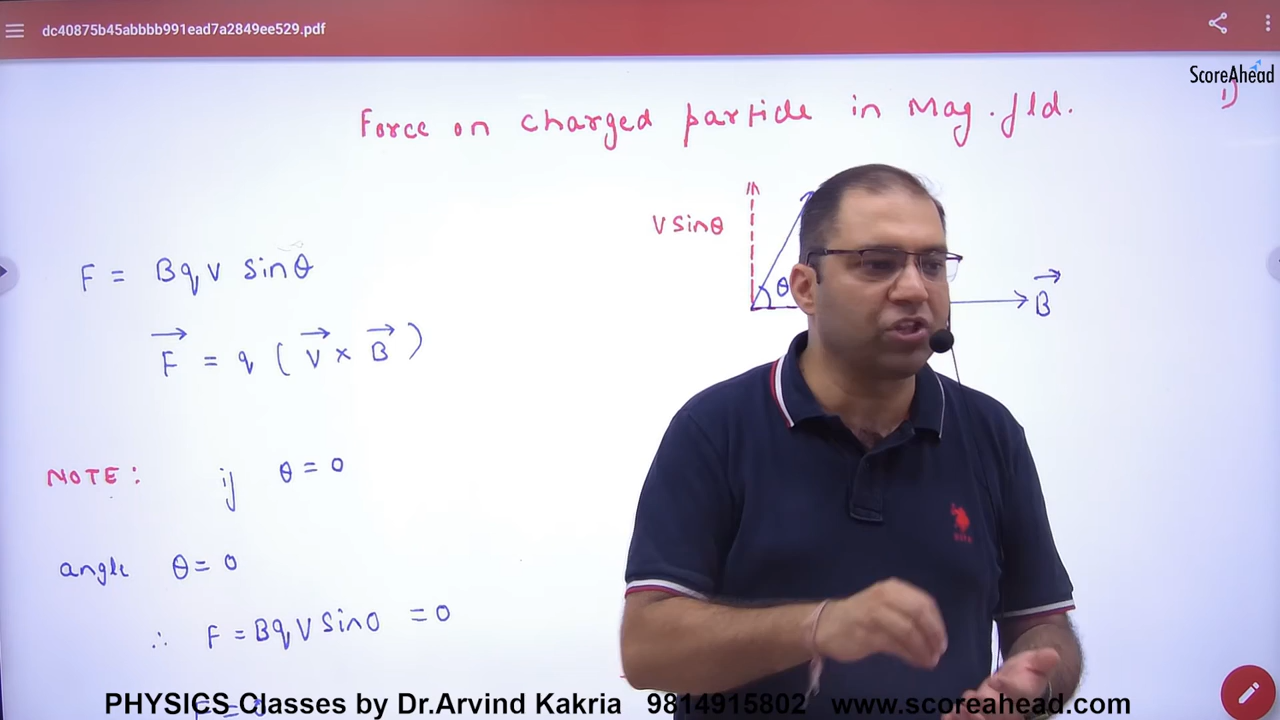 dc40875b45abbbb991ead7a2849ee529.pdf
ScoreAhead
if
Force on charged particle in Mag. fld.
V sinθ
θ
B
F = BqV sinθ
F = q (V × B)
NOTE: if θ = 0
angle θ = 0
∴ F = BqV sin0 = 0
PHYSICS Classes by Dr.Arvind Kakria 9814915802 www.scoreahead.com